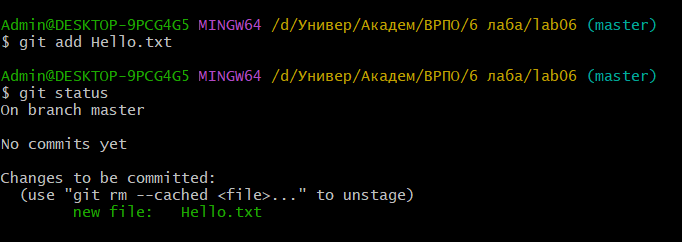 Admin@DESKTOP-9PCG4G5 MINGW64 /d/Универ/Академ/ВРПО/6 лаба/lab06 (master)
$ git add Hello.txt
Admin@DESKTOP-9PCG4G5 MINGW64 /d/Универ/Академ/ВРПО/6 лаба/lab06 (master)
$ git status
On branch master
No commits yet
Changes to be committed:
  (use "git rm --cached <file>..." to unstage)
        new file:   Hello.txt